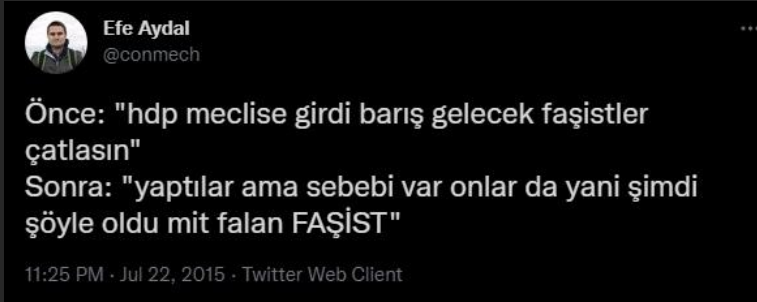 Efe Aydal
@conmech
Önce: "hdp meclise girdi barış gelecek faşistler
çatlasın"
Sonra: "yaptılar ama sebebi var onlar da yani şimdi
şöyle oldu mit falan FAŞİST"
11:25 PM · Jul 22, 2015 · Twitter Web Client